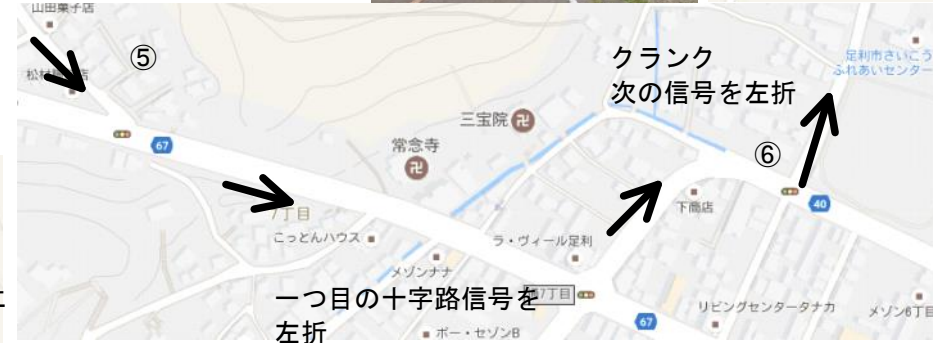 山田菓子店
⑤
クランク
次の信号を左折
足利市さいこう
ふれあいセンター
67
三宝院 卍
常念寺
卍
⑥
40
7丁目
下商店
こっとんハウス
ラ・ヴィール足利
メゾンナナ
一つ目の十字路信号を
左折
7丁目
67
リビングセンタータナカ
メゾン6丁目
ボー・セゾンB